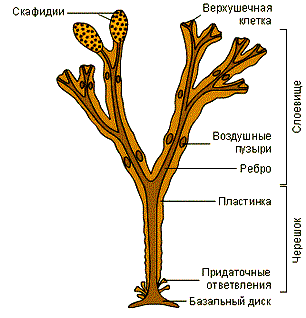 Скафидии
Верхушечная
клетка
Слоевище
Воздушные
пузыри
Ребро
Пластинка
Черешок
Придаточные
ответвления
Базальный диск